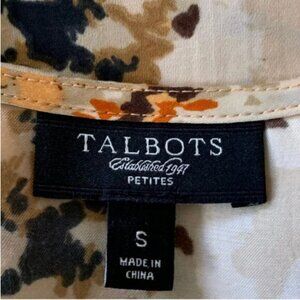 TALBOTS
Established 1947
PETITES
S
MADE IN
CHINA